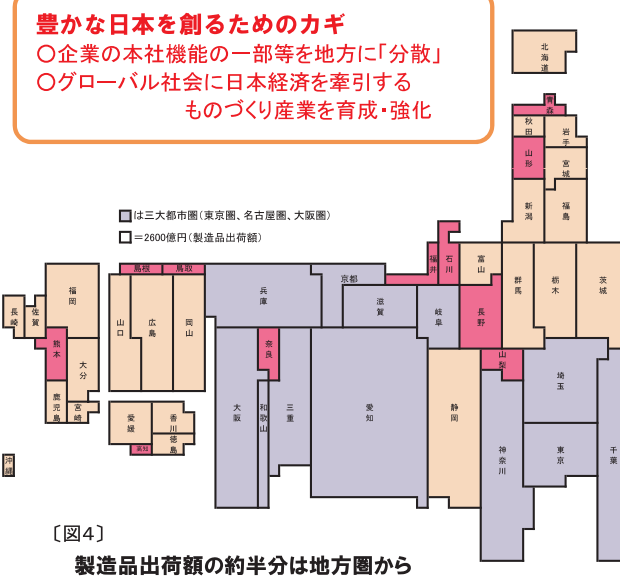 豊かな日本を創るためのカギ
○企業の本社機能の一部等を地方に「分散」
○グローバル社会に日本経済を牽引する
ものづくり産業を育成・強化
北海道
青森
秋田
岩手
山形
宮城
新潟
福島
は三大都市圏(東京圏、名古屋圏、大阪圏)
=2600億円(製造品出荷額)
福井
石川
富山
群馬
栃木
茨城
島根
鳥取
兵庫
京都
滋賀
岐阜
長野
福岡
長崎
佐賀
山口
広島
岡山
熊本
大分
奈良
山梨
埼玉
鹿児島
宮崎
愛媛
香川
徳島
高知
大阪
和歌山
三重
愛知
静岡
神奈川
東京
千葉
沖縄
〔図4〕
製造品出荷額の約半分は地方圏から